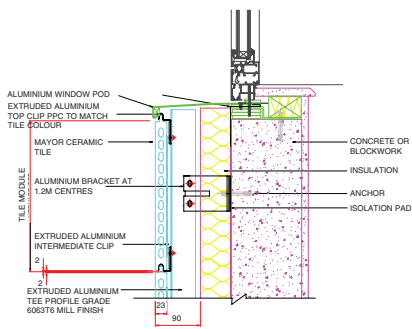 ALUMINIUM WINDOW POD
EXTRUDED ALUMINIUM
TOP CLIP PPC TO MATCH
TILE COLOUR
MAYOR CERAMIC
TILE
ALUMINIUM BRACKET AT
1.2M CENTRES
TILE MODULE
EXTRUDED ALUMINIUM
INTERMEDIATE CLIP
2
2
EXTRUDED ALUMINIUM
TEE PROFILE GRADE
6063T6 MILL FINISH
23
90
CONCRETE OR
BLOCKWORK
INSULATION
ANCHOR
ISOLATION PAD